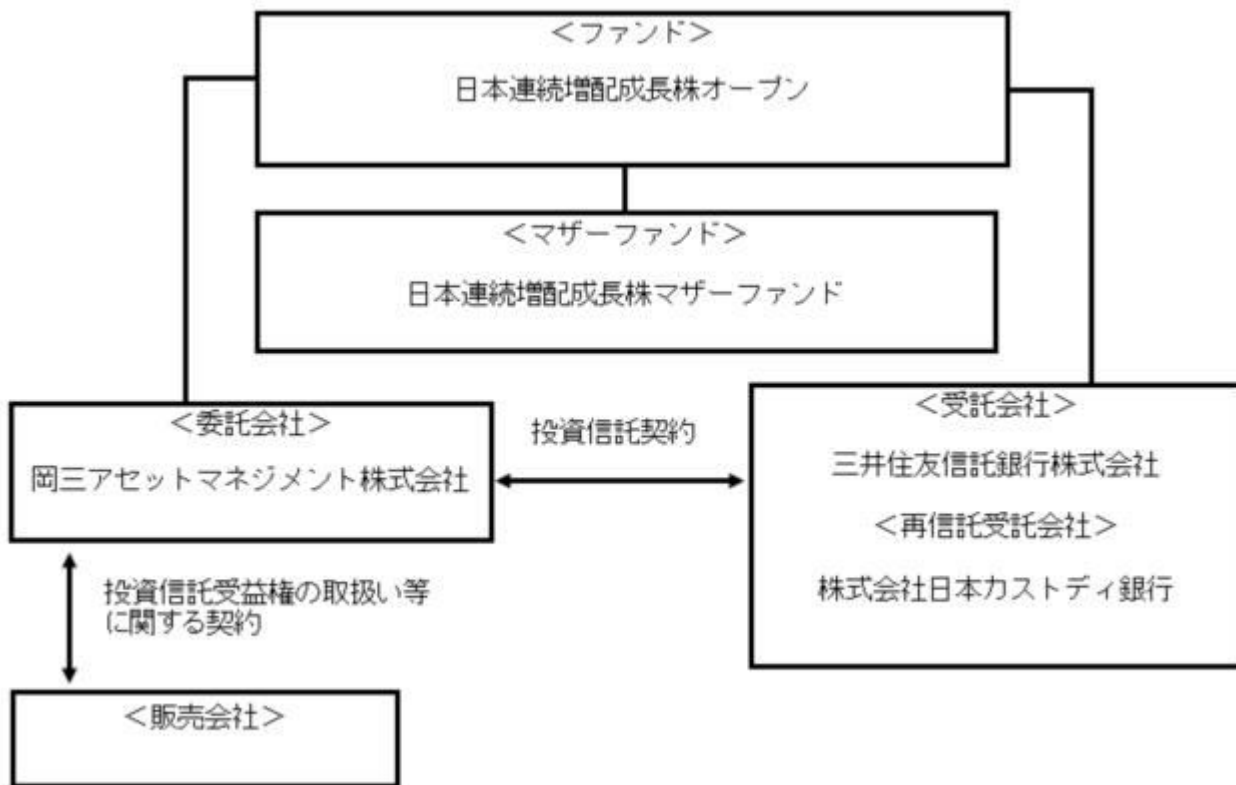 ＜ファンド＞
日本連続増配成長株オープン
＜マザーファンド＞
日本連続増配成長株マザーファンド
＜委託会社＞
岡三アセットマネジメント株式会社
投資信託契約
＜受託会社＞
三井住友信託銀行株式会社
＜再信託受託会社＞
株式会社日本カストディ銀行
投資信託受益権の取扱い等
に関する契約
＜販売会社＞